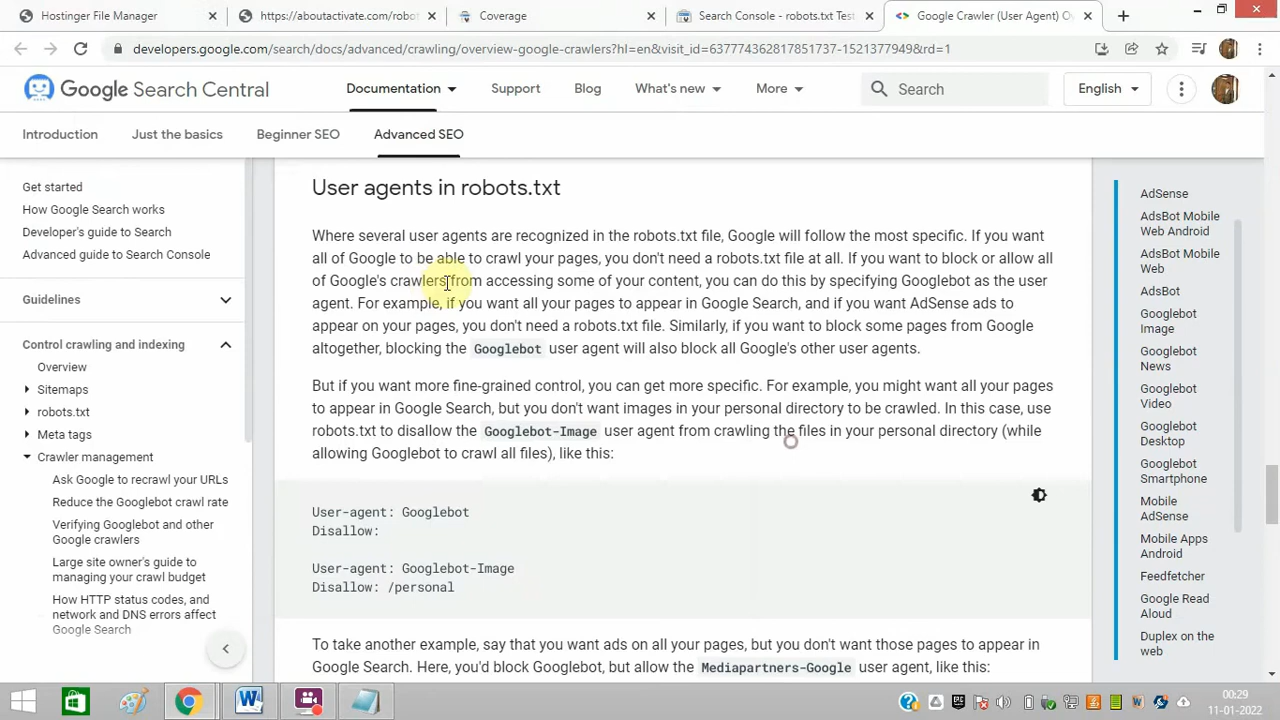 Hostinger File Manager
https://aboutactivate.com/robot
Coverage
Search Console - robots.txt Test
Google Crawler (User Agent) Ov
developers.google.com/search/docs/advanced/crawling/overview-google-crawlers?hl=en&visit_id=637774362817851737-1521377949&rd=1
Google Search Central
Documentation
Support
Blog
What's new
More
Search
English
Introduction
Just the basics
Beginner SEO
Advanced SEO
Get started
How Google Search works
Developer's guide to Search
Advanced guide to Search Console
Guidelines
Control crawling and indexing
Overview
Sitemaps
robots.txt
Meta tags
Crawler management
Ask Google to recrawl your URLs
Reduce the Googlebot crawl rate
Verifying Googlebot and other
Google crawlers
Large site owner's guide to
managing your crawl budget
How HTTP status codes, and
network and DNS errors affect
Google Search
User agents in robots.txt
Where several user agents are recognized in the robots.txt file, Google will follow the most specific. If you want
all of Google to be able to crawl your pages, you don't need a robots.txt file at all. If you want to block or allow all
of Google's crawlers from accessing some of your content, you can do this by specifying Googlebot as the user
agent. For example, if you want all your pages to appear in Google Search, and if you want AdSense ads to
appear on your pages, you don't need a robots.txt file. Similarly, if you want to block some pages from Google
altogether, blocking the Googlebot user agent will also block all Google's other user agents.
But if you want more fine-grained control, you can get more specific. For example, you might want all your pages
to appear in Google Search, but you don't want images in your personal directory to be crawled. In this case, use
robots.txt to disallow the Googlebot-Image user agent from crawling the files in your personal directory (while
allowing Googlebot to crawl all files), like this:
User-agent: Googlebot
Disallow:
User-agent: Googlebot-Image
Disallow: /personal
To take another example, say that you want ads on all your pages, but you don't want those pages to appear in
Google Search. Here, you'd block Googlebot, but allow the Mediapartners-Google user agent, like this:
AdSense
AdsBot Mobile
Web Android
AdsBot Mobile
Web
AdsBot
Googlebot
Image
Googlebot
News
Googlebot
Video
Googlebot
Desktop
Googlebot
Smartphone
Mobile
AdSense
Mobile Apps
Android
Feedfetcher
Google Read
Aloud
Duplex on the
web
00:29
11-01-2022